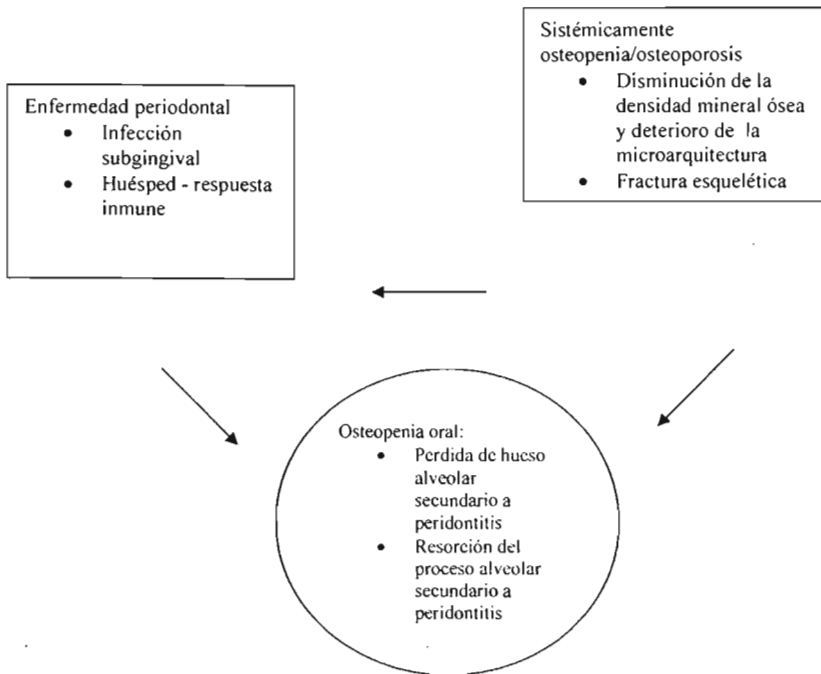 Sistémicamente
osteopenia/osteoporosis
• Disminución de la
densidad mineral ósea
y deterioro de la
microarquitectura
• Fractura esquelética
Enfermedad periodontal
• Infección
subgingival
• Huésped - respuesta
inmune
Osteopenia oral:
• Perdida de hueso
alveolar
secundario a
peridontitis
• Resorción del
proceso alveolar
secundario a
peridontitis